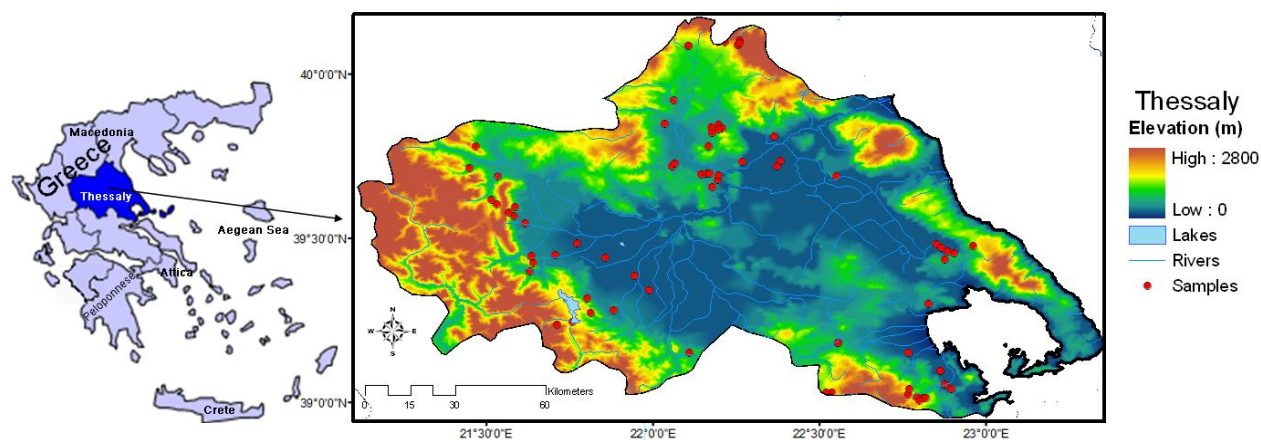 Macedonia
Greece
Thessaly
Aegean Sea
Attica
Peloponnese
Crete
40°0'0"N
39°30'0"N
39°0'0"N
N
W E
S
0 15 30 60
Kilometers
21°30'0"E 22°0'0"E 22°30'0"E 23°0'0"E
Thessaly
Elevation (m)
High : 2800
Low : 0
Lakes
Rivers
Samples